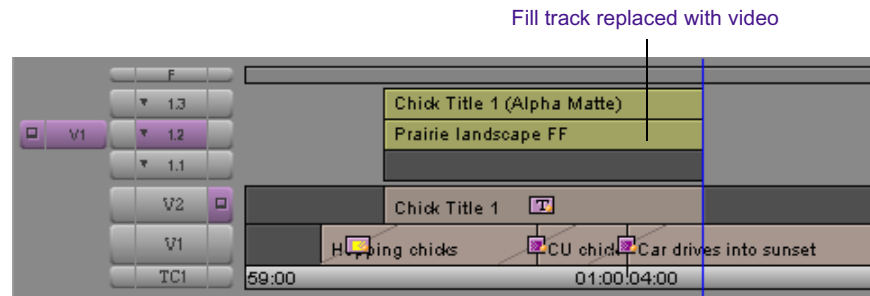 Fill track replaced with video
F
1.3 Chick Title 1 (Alpha Matte)
V1 1.2 Prairie landscape FF
1.1
V2 Chick Title 1 T
V1 Hopping chicks CU chick Car drives into sunset
TC1 59:00 01:00:04:00